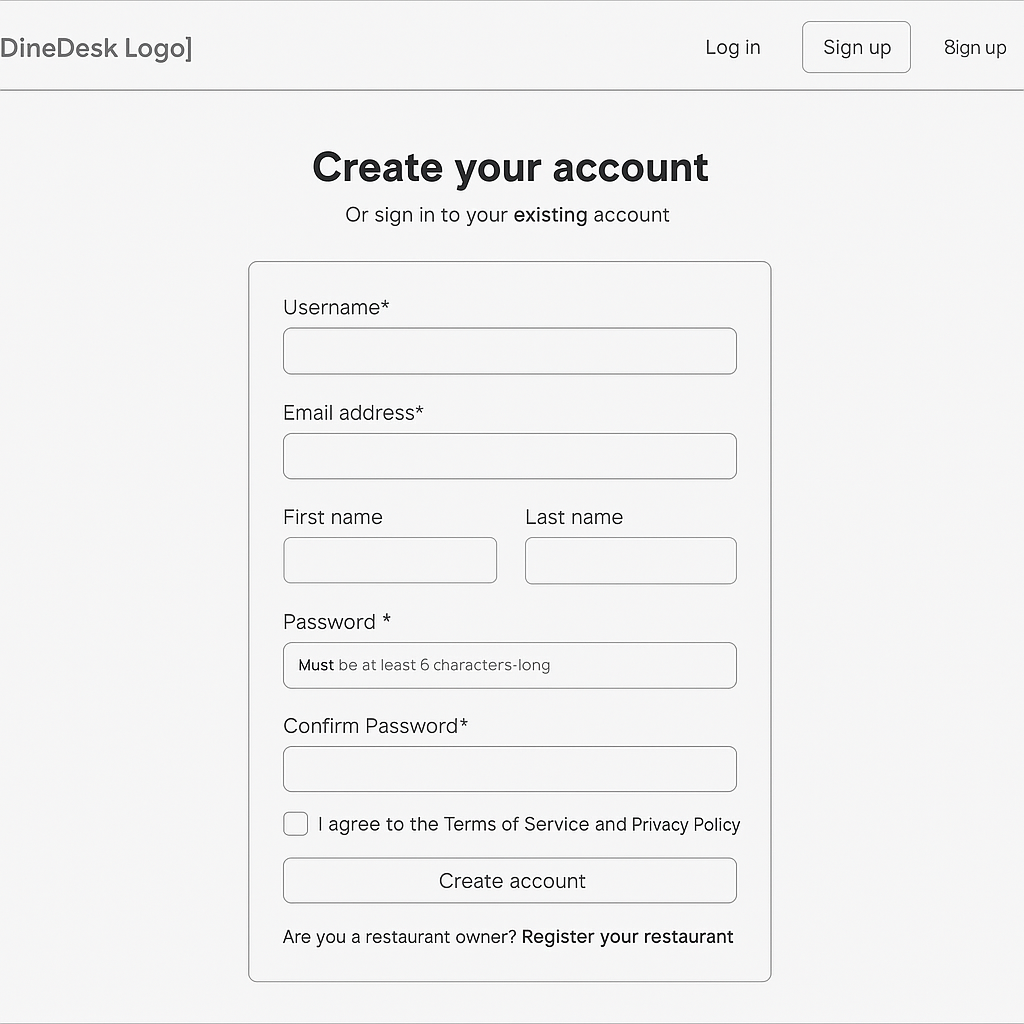 DineDesk Logo] Log in Sign up 8ign up
Create your account
Or sign in to your existing account
Username*
Email address*
First name Last name
Password *
Must be at least 6 characters-long
Confirm Password*
I agree to the Terms of Service and Privacy Policy
Create account
Are you a restaurant owner? Register your restaurant